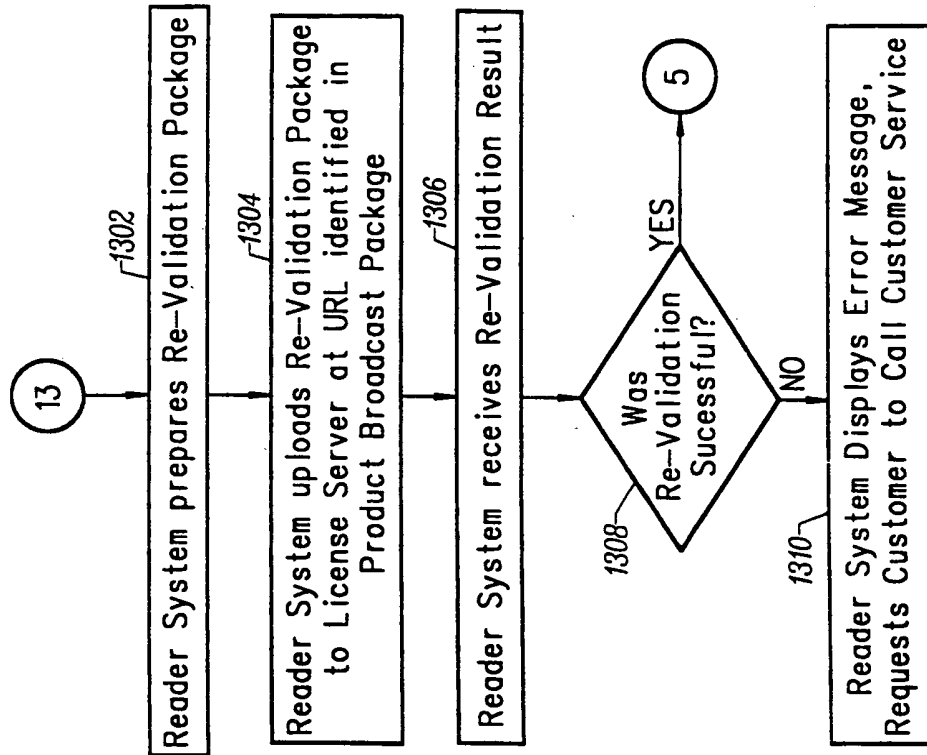 13
1302
Reader System prepares Re-Validation Package
1304
Reader System uploads Re-Validation Package
to License Server at URL identified in
Product Broadcast Package
1306
Reader System receives Re-Validation Result
1308
Was
Re-Validation
Sucessful?
YES
5
NO
1310
Reader System Displays Error Message,
Requests Customer to Call Customer Service